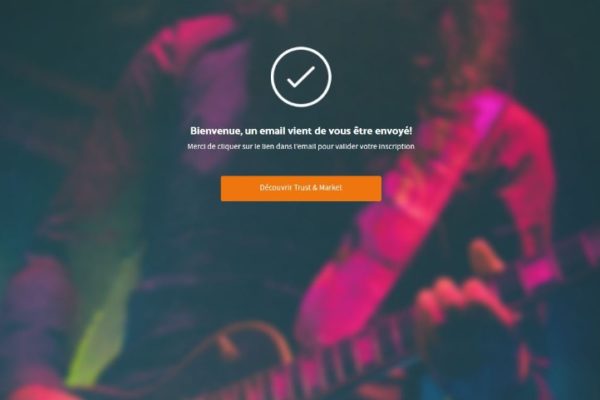 Bienvenue, un email vient de vous être envoyé!
Merci de cliquer sur le lien dans l'email pour valider votre inscription
Découvrir Trust & Market